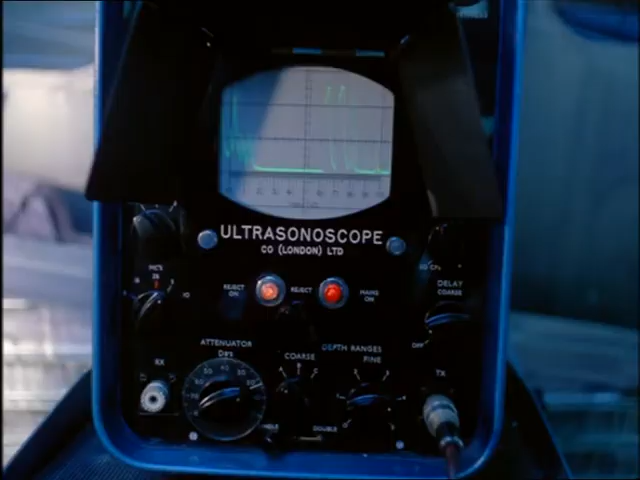 ULTRASONOSCOPE
CO (LONDON) LTD
REJECT
ON
REJECT
MAINS
ON
DELAY
COARSE
OFF
ATTENUATOR
DBS
COARSE
DEPTH RANGES
FINE
RX
TX
DOUBLE